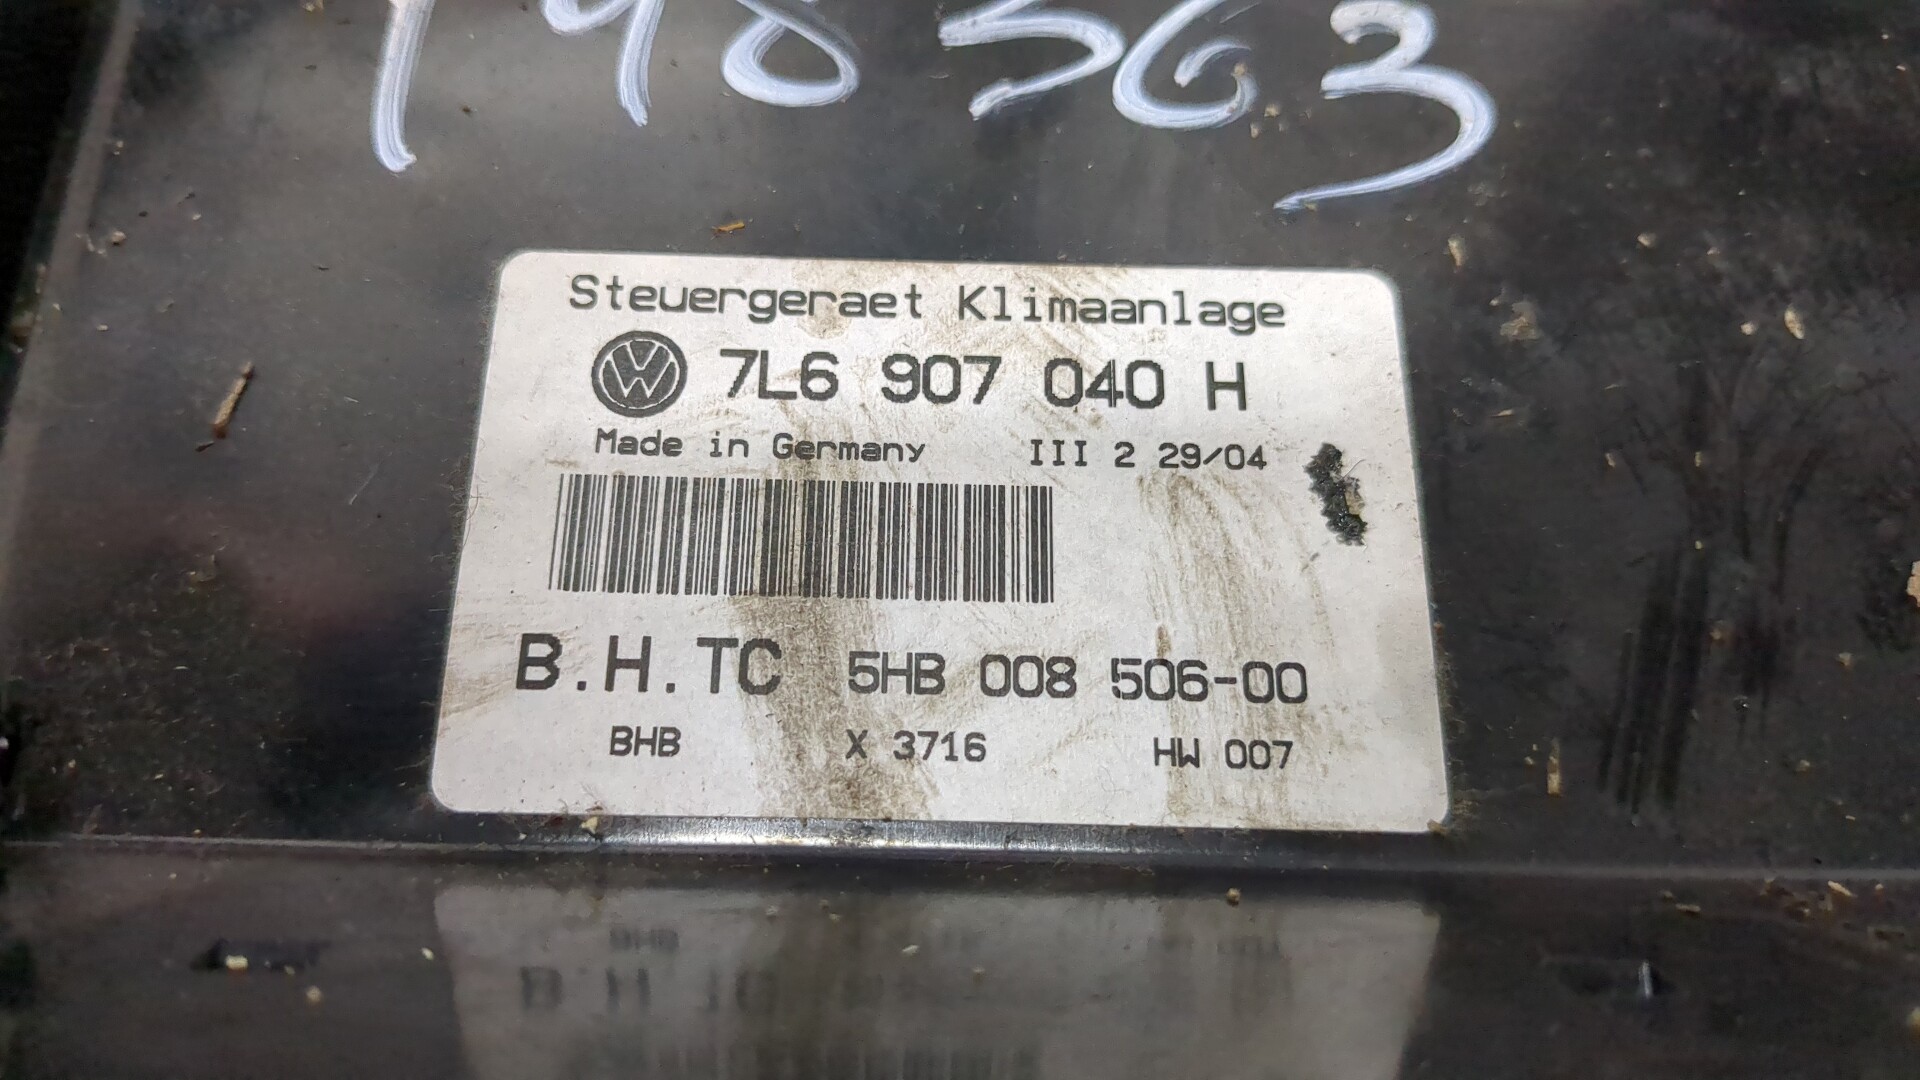 198563
Steuergeraet Klimaanlage
7L6 907 040 H
Made in Germany III 2 29/04
B.H.TC 5HB 008 506-00
BHB X 3716 HW 007